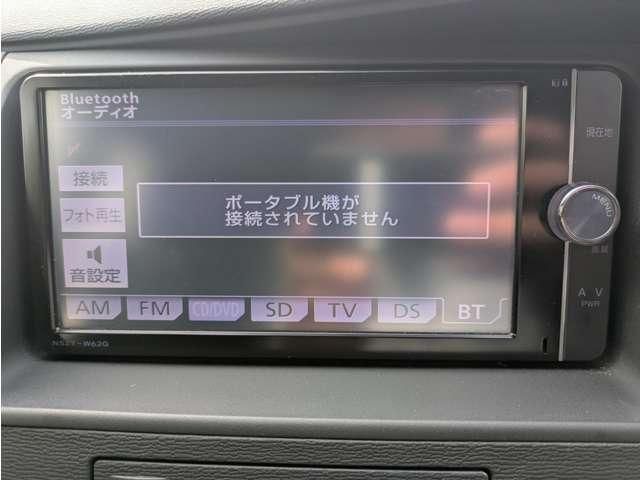 Bluetooth
オーディオ
接続
フォト再生
音設定
ポータブル機が
接続されていません
AM FM CD/DVD SD TV DS BT
NSZT-W62G
現在地
MENU
A V
PWR